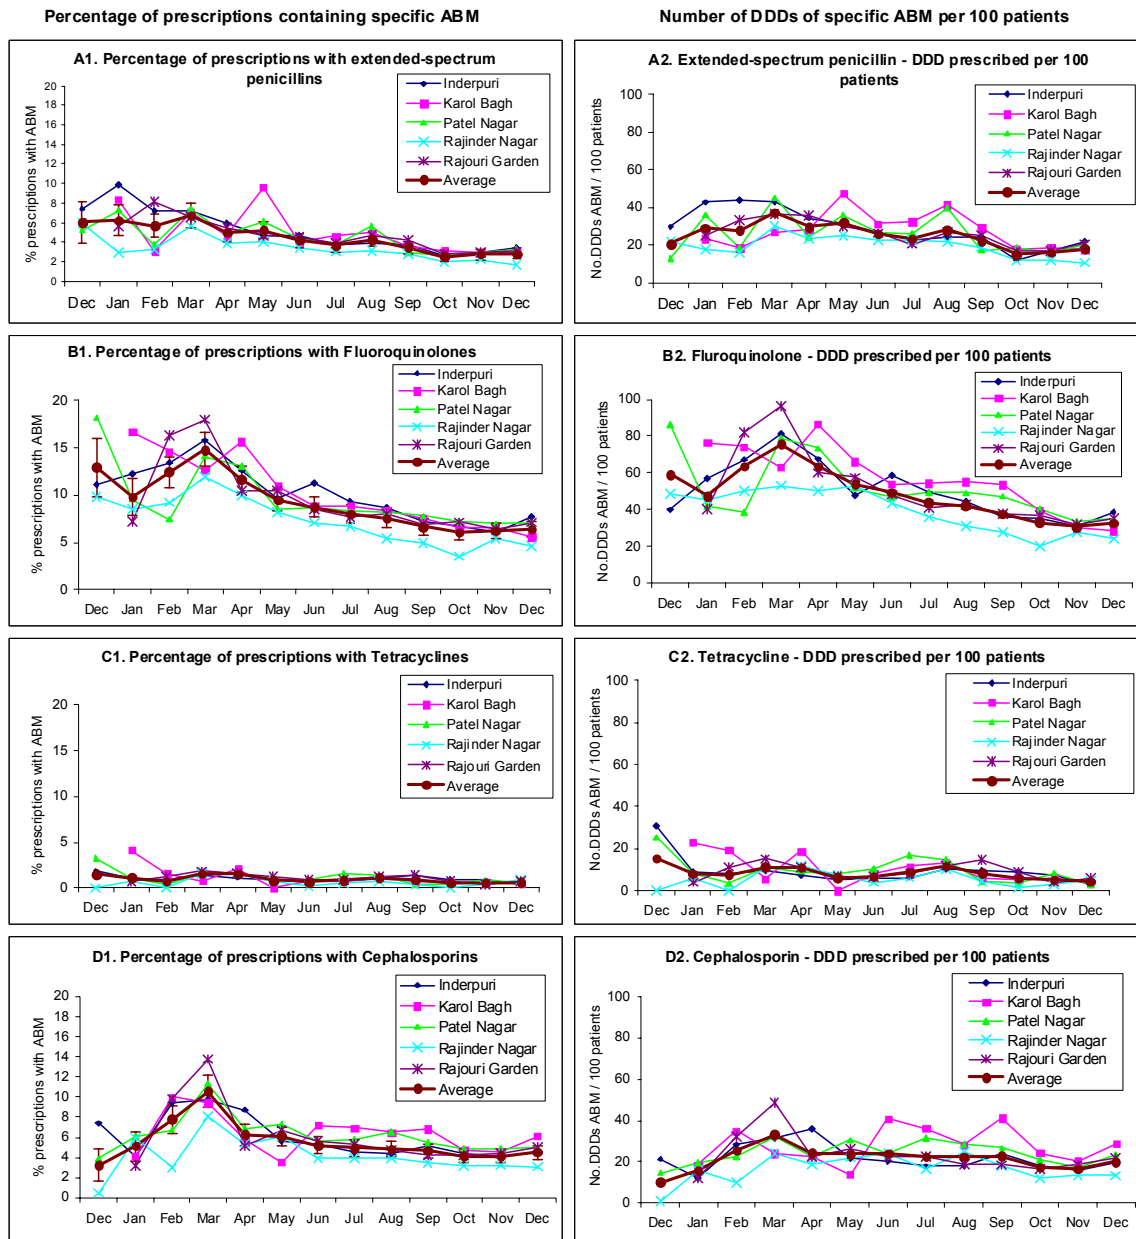 Percentage of prescriptions containing specific ABM
Number of DDDs of specific ABM per 100 patients
A1. Percentage of prescriptions with extended-spectrum
penicillins
% prescriptions with ABM
20
18
16
14
12
10
8
6
4
2
0
Dec Jan Feb Mar Apr May Jun Jul Aug Sep Oct Nov Dec
Inderpuri
Karol Bagh
Patel Nagar
Rajinder Nagar
Rajouri Garden
Average
A2. Extended-spectrum penicillin - DDD prescribed per 100
patients
No.DDDs ABM / 100 patients
100
80
60
40
20
0
Dec Jan Feb Mar Apr May Jun Jul Aug Sep Oct Nov Dec
Inderpuri
Karol Bagh
Patel Nagar
Rajinder Nagar
Rajouri Garden
Average
B1. Percentage of prescriptions with Fluoroquinolones
% prescriptions with ABM
20
15
10
5
0
Dec Jan Feb Mar Apr May Jun Jul Aug Sep Oct Nov Dec
Inderpuri
Karol Bagh
Patel Nagar
Rajinder Nagar
Rajouri Garden
Average
B2. Fluroquinolone - DDD prescribed per 100 patients
No.DDDs ABM / 100 patients
100
80
60
40
20
0
Dec Jan Feb Mar Apr May Jun Jul Aug Sep Oct Nov Dec
Inderpuri
Karol Bagh
Patel Nagar
Rajinder Nagar
Rajouri Garden
Average
C1. Percentage of prescriptions with Tetracyclines
% prescriptions with ABM
20
15
10
5
0
Dec Jan Feb Mar Apr May Jun Jul Aug Sep Oct Nov Dec
Inderpuri
Karol Bagh
Patel Nagar
Rajinder Nagar
Rajouri Garden
Average
C2. Tetracycline - DDD prescribed per 100 patients
No.DDDs ABM / 100 patients
100
80
60
40
20
0
Dec Jan Feb Mar Apr May Jun Jul Aug Sep Oct Nov Dec
Inderpuri
Karol Bagh
Patel Nagar
Rajinder Nagar
Rajouri Garden
Average
D1. Percentage of prescriptions with Cephalosporins
% prescriptions with ABM
20
18
16
14
12
10
8
6
4
2
0
Dec Jan Feb Mar Apr May Jun Jul Aug Sep Oct Nov Dec
Inderpuri
Karol Bagh
Patel Nagar
Rajinder Nagar
Rajouri Garden
Average
D2. Cephalosporin - DDD prescribed per 100 patients
No.DDDs ABM / 100 patients
100
80
60
40
20
0
Dec Jan Feb Mar Apr May Jun Jul Aug Sep Oct Nov Dec
Inderpuri
Karol Bagh
Patel Nagar
Rajinder Nagar
Rajouri Garden
Average